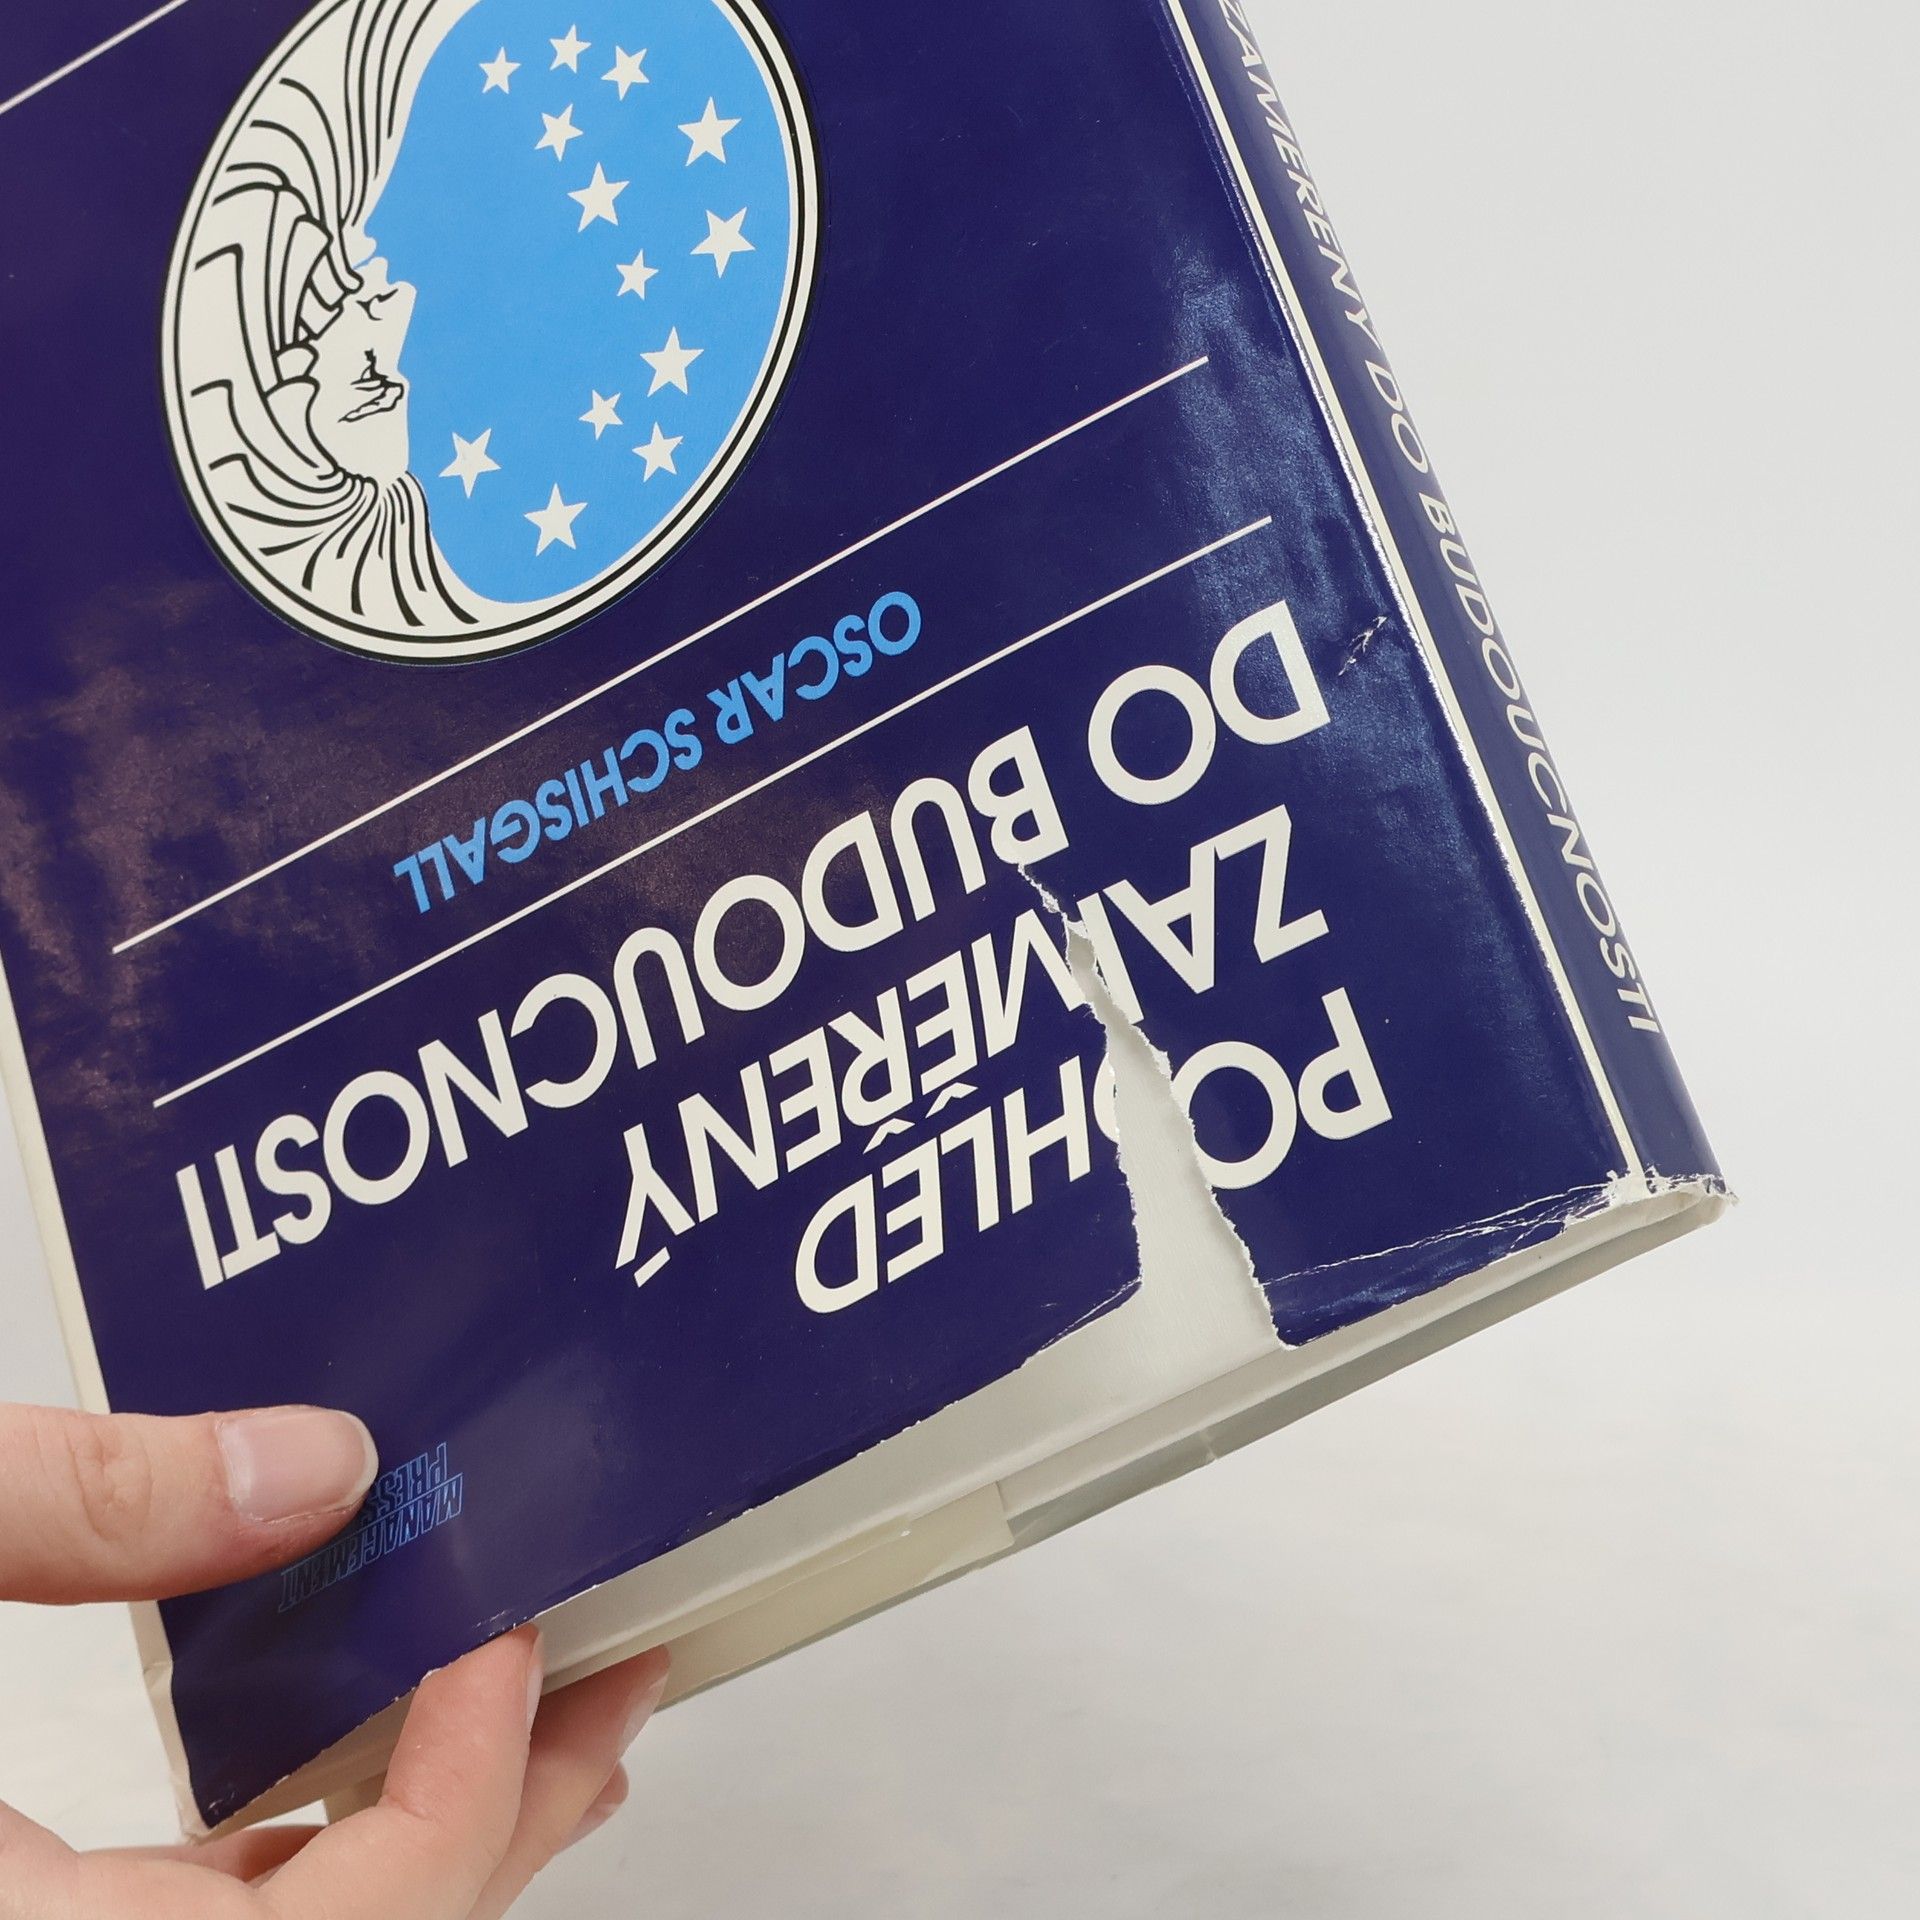 POHLED
ZAMĚŘENÝ
DO BUDOUCNOSTI
OSCAR SCHISGALL
MANAGEMENT
PRESS
ZAMĚŘENÝ DO BUDOUCNOSTI